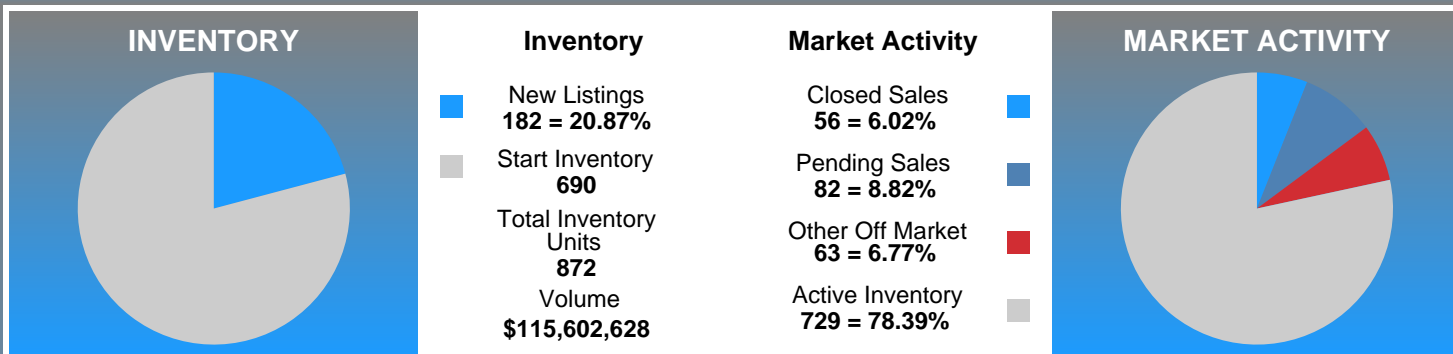 INVENTORY
Inventory
New Listings
182 = 20.87%
Start Inventory
690
Total Inventory
Units
872
Volume
$115,602,628
Market Activity
Closed Sales
56 = 6.02%
Pending Sales
82 = 8.82%
Other Off Market
63 = 6.77%
Active Inventory
729 = 78.39%
MARKET ACTIVITY